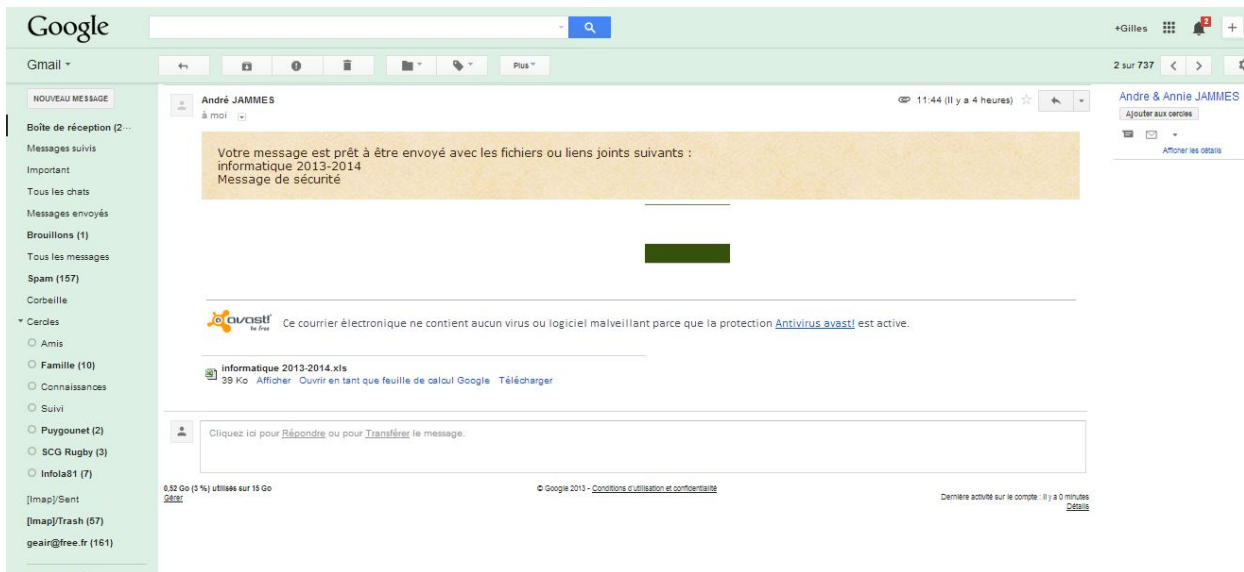 Google
+Gilles
2
+
Gmail
Plus
2 sur 737
NOUVEAU MESSAGE
Boîte de réception (2...
Messages suivis
Important
Tous les chats
Messages envoyés
Brouillons (1)
Tous les messages
Spam (157)
Corbeille
Cercles
Amis
Famille (10)
Connaissances
Suivi
Puygounet (2)
SCG Rugby (3)
Infola81 (7)
[Imap]/Sent
[Imap]/Trash (57)
geair@free.fr (161)
André JAMMES
11:44 (Il y a 4 heures)
à moi
Votre message est prêt à être envoyé avec les fichiers ou liens joints suivants :
informatique 2013-2014
Message de sécurité
avast!
be free
Ce courrier électronique ne contient aucun virus ou logiciel malveillant parce que la protection Antivirus avast! est active.
informatique 2013-2014.xls
39 Ko Afficher Ouvrir en tant que feuille de calcul Google Télécharger
Cliquez ici pour Répondre ou pour Transférer le message.
0,52 Go (3 %) utilisés sur 15 Go
Gérer
© Google 2013 - Conditions d'utilisation et confidentialité
Dernière activité sur le compte : Il y a 0 minutes
Détails
Andre & Annie JAMMES
Ajouter aux cercles
Afficher les détails